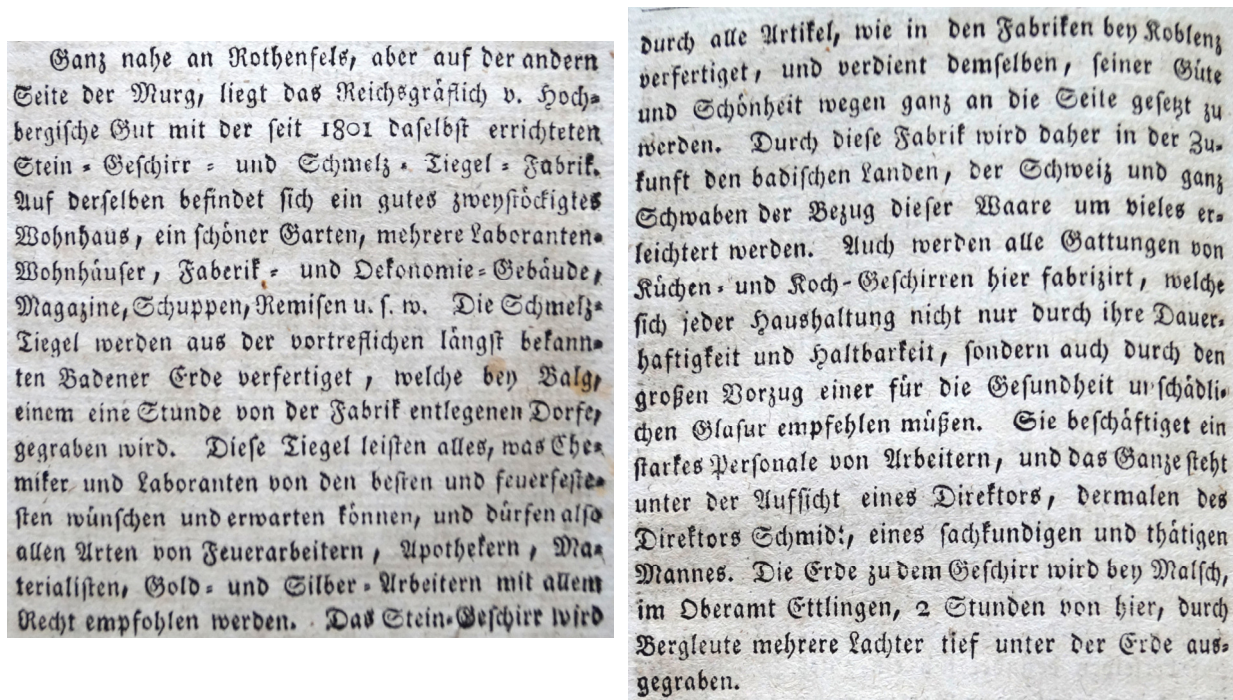 Ganz nahe an Rothenfels, aber auf der andern
Seite der Murg, liegt das Reichsgräflich v. Hoch-
bergische Gut mit der seit 1801 daselbst errichteten
Stein-Geschirr- und Schmelz-Tiegel-Fabrik.
Auf derselben befindet sich ein gutes zweystöckigtes
Wohnhaus, ein schöner Garten, mehrere Laboranten-
Wohnhäuser, Faberik- und Oekonomie-Gebäude,
Magazine, Schuppen, Remisen u. s. w. Die Schmelz-
Tiegel werden aus der vortreflichen längst bekann-
ten Badener Erde verfertiget, welche bey Balg,
einem eine Stunde von der Fabrik entlegenen Dorfe,
gegraben wird. Diese Tiegel leisten alles, was Che-
miker und Laboranten von den besten und feuerfeste-
sten wünschen und erwarten können, und dürfen also
allen Arten von Feuerarbeitern, Apothekern, Ma-
terialisten, Gold- und Silber-Arbeitern mit allem
Recht empfohlen werden. Das Stein-Geschirr wird
durch alle Artikel, wie in den Fabriken bey Koblenz
verfertiget, und verdient demselben, seiner Güte
und Schönheit wegen ganz an die Seite gesetzt zu
werden. Durch diese Fabrik wird daher in der Zu-
kunft den badischen Landen, der Schweiz und ganz
Schwaben der Bezug dieser Waare um vieles er-
leichtert werden. Auch werden alle Gattungen von
Küchen- und Koch-Geschirren hier fabrizirt, welche
sich jeder Haushaltung nicht nur durch ihre Dauer-
haftigkeit und Haltbarkeit, sondern auch durch den
großen Vorzug einer für die Gesundheit unschädli-
chen Glasur empfehlen müßen. Sie beschäftiget ein
starkes Personale von Arbeitern, und das Ganze steht
unter der Aufsicht eines Direktors, dermalen des
Direktors Schmidt, eines sachkundigen und thätigen
Mannes. Die Erde zu dem Geschirr wird bey Malsch,
im Oberamt Ettlingen, 2 Stunden von hier, durch
Bergleute mehrere Lachter tief unter der Erde aus-
gegraben.